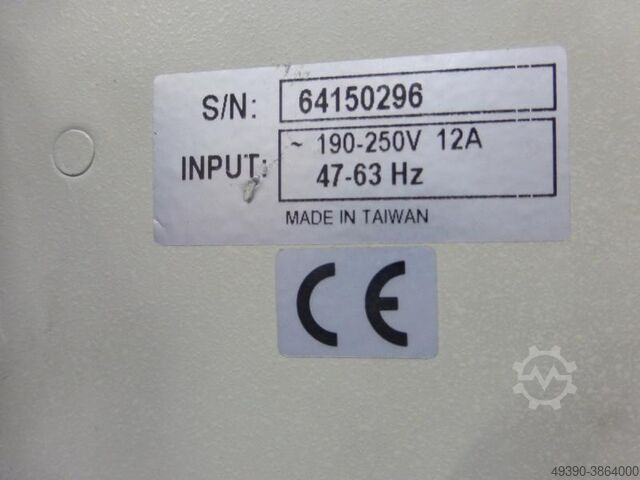 S/N: 64150296
INPUT: ~ 190-250V 12A
47-63 Hz
MADE IN TAIWAN
CE
49390-3864000